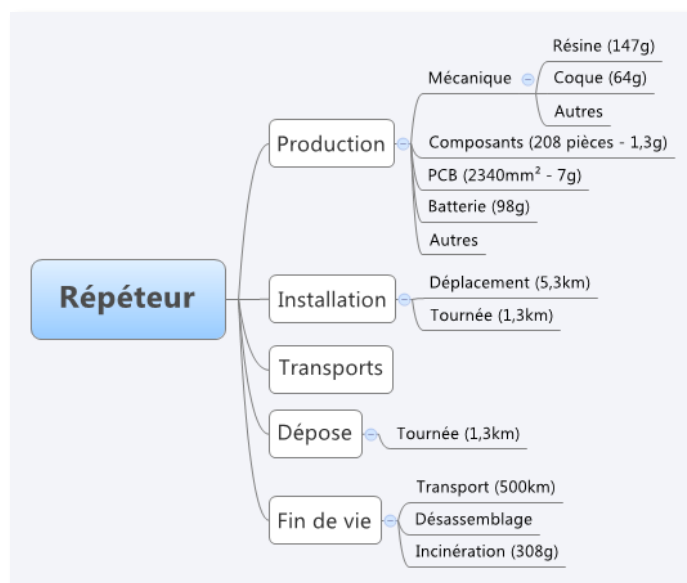 Répéteur
Production
Mécanique
Résine (147g)
Coque (64g)
Autres
Composants (208 pièces - 1,3g)
PCB (2340mm² - 7g)
Batterie (98g)
Autres
Installation
Déplacement (5,3km)
Tournée (1,3km)
Transports
Dépose
Tournée (1,3km)
Fin de vie
Transport (500km)
Désassemblage
Incinération (308g)